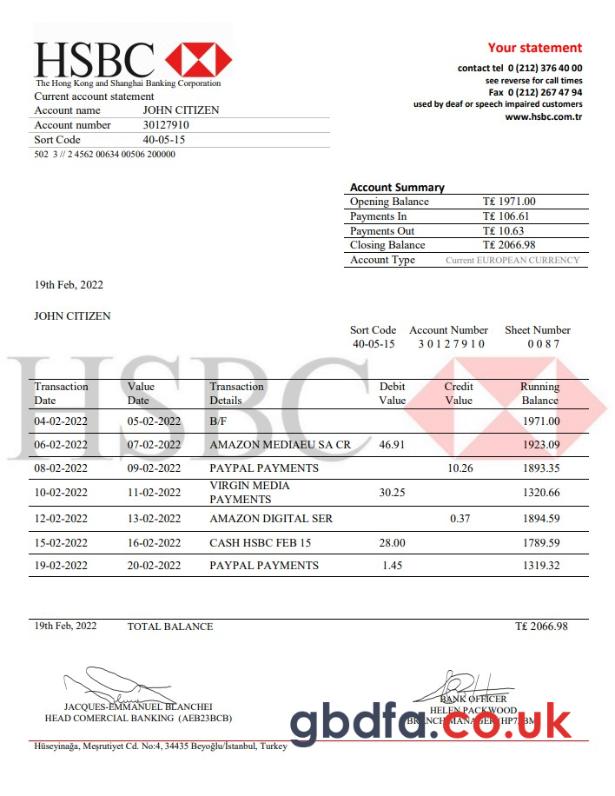 HSBC
The Hong Kong and Shanghai Banking Corporation
Current account statement
Account name JOHN CITIZEN
Account number 30127910
Sort Code 40-05-15
502 3 // 2 4562 00634 00506 200000
Your statement
contact tel 0 (212) 376 40 00
see reverse for call times
Fax 0 (212) 267 47 94
used by deaf or speech impaired customers
www.hsbc.com.tr
Account Summary
Opening Balance T£ 1971.00
Payments In T£ 106.61
Payments Out T£ 10.63
Closing Balance T£ 2066.98
Account Type Current EUROPEAN CURRENCY
19th Feb, 2022
JOHN CITIZEN
Sort Code Account Number Sheet Number
40-05-15 3 0 1 2 7 9 1 0 0 0 8 7
HSBC
Transaction Value Transaction Debit Credit Running
Date Date Details Value Value Balance
04-02-2022 05-02-2022 B/F 1971.00
06-02-2022 07-02-2022 AMAZON MEDIAEU SA CR 46.91 1923.09
08-02-2022 09-02-2022 PAYPAL PAYMENTS 10.26 1893.35
10-02-2022 11-02-2022 VIRGIN MEDIA PAYMENTS 30.25 1320.66
12-02-2022 13-02-2022 AMAZON DIGITAL SER 0.37 1894.59
15-02-2022 16-02-2022 CASH HSBC FEB 15 28.00 1789.59
19-02-2022 20-02-2022 PAYPAL PAYMENTS 1.45 1319.32
19th Feb, 2022 TOTAL BALANCE T£ 2066.98
JACQUES-EMMANUEL BLANCHEI
HEAD COMERCIAL BANKING (AEB23BCB)
BANK OFFICER
HELEN PACKWOOD
BRANCH MANAGER
gbdfa.co.uk
Hüseyinağa, Meşrutiyet Cd. No:4, 34435 Beyoğlu/İstanbul, Turkey